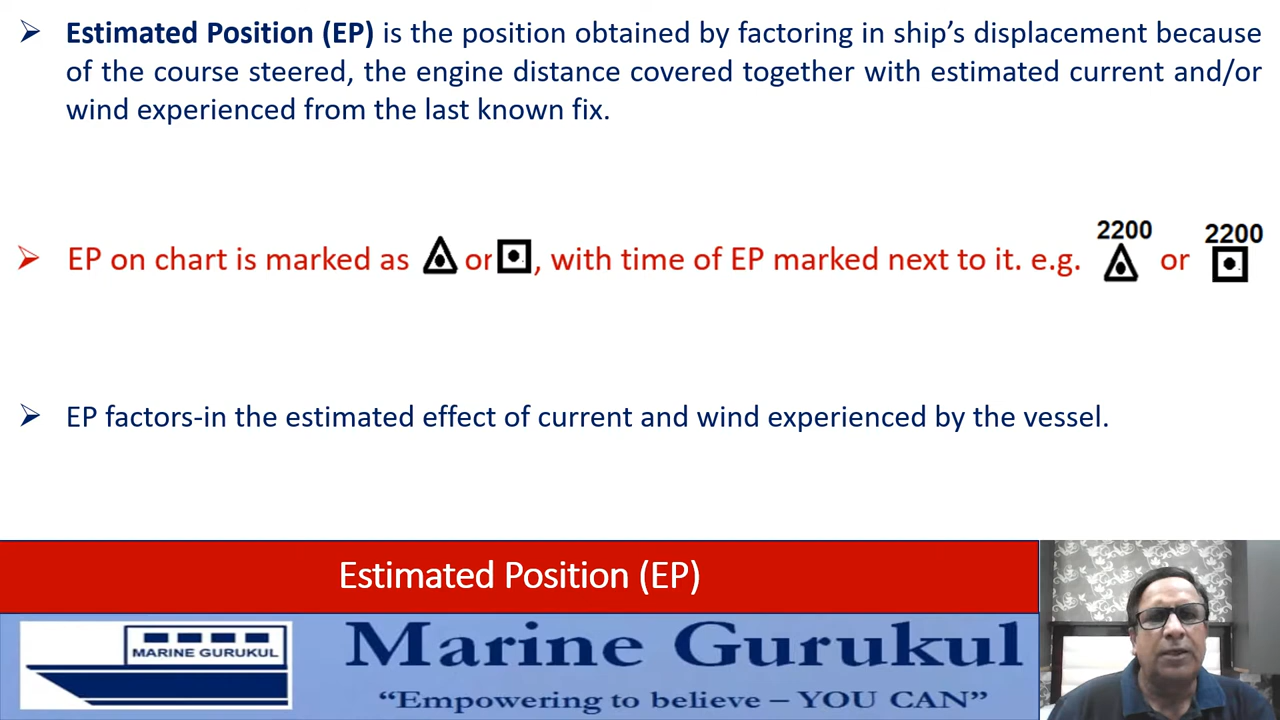 Estimated Position (EP) is the position obtained by factoring in ship's displacement because
of the course steered, the engine distance covered together with estimated current and/or
wind experienced from the last known fix.
2200
2200
EP on chart is marked as or , with time of EP marked next to it. e.g. or
EP factors-in the estimated effect of current and wind experienced by the vessel.
Estimated Position (EP)
MARINE GURUKUL
Marine Gurukul
“Empowering to believe – YOU CAN”